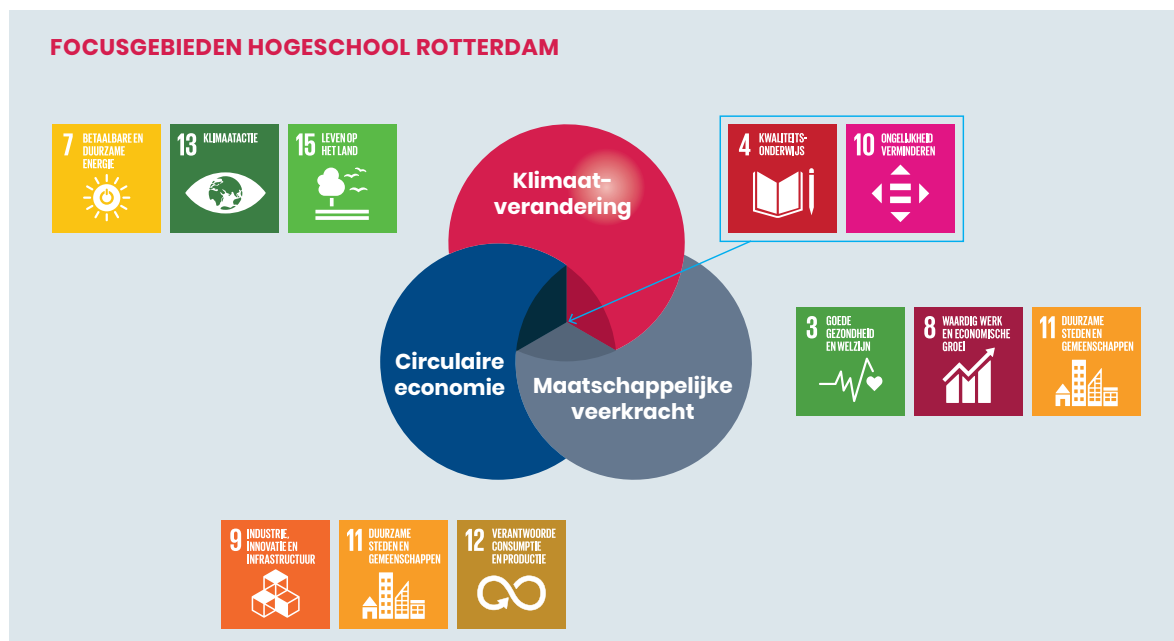 FOCUSGEBIEDEN HOGESCHOOL ROTTERDAM
7 BETAALBARE EN
DUURZAME
ENERGIE
13 KLIMAATACTIE
15 LEVEN OP
HET LAND
Klimaat-
verandering
4 KWALITEITS-
ONDERWIJS
10 ONGELIJKHEID
VERMINDEREN
Circulaire
economie
Maatschappelijke
veerkracht
3 GOEDE
GEZONDHEID
EN WELZIJN
8 WAARDIG WERK
EN ECONOMISCHE
GROEI
11 DUURZAME
STEDEN EN
GEMEENSCHAPPEN
9 INDUSTRIE,
INNOVATIE EN
INFRASTRUCTUUR
11 DUURZAME
STEDEN EN
GEMEENSCHAPPEN
12 VERANTWOORDE
CONSUMPTIE
EN PRODUCTIE